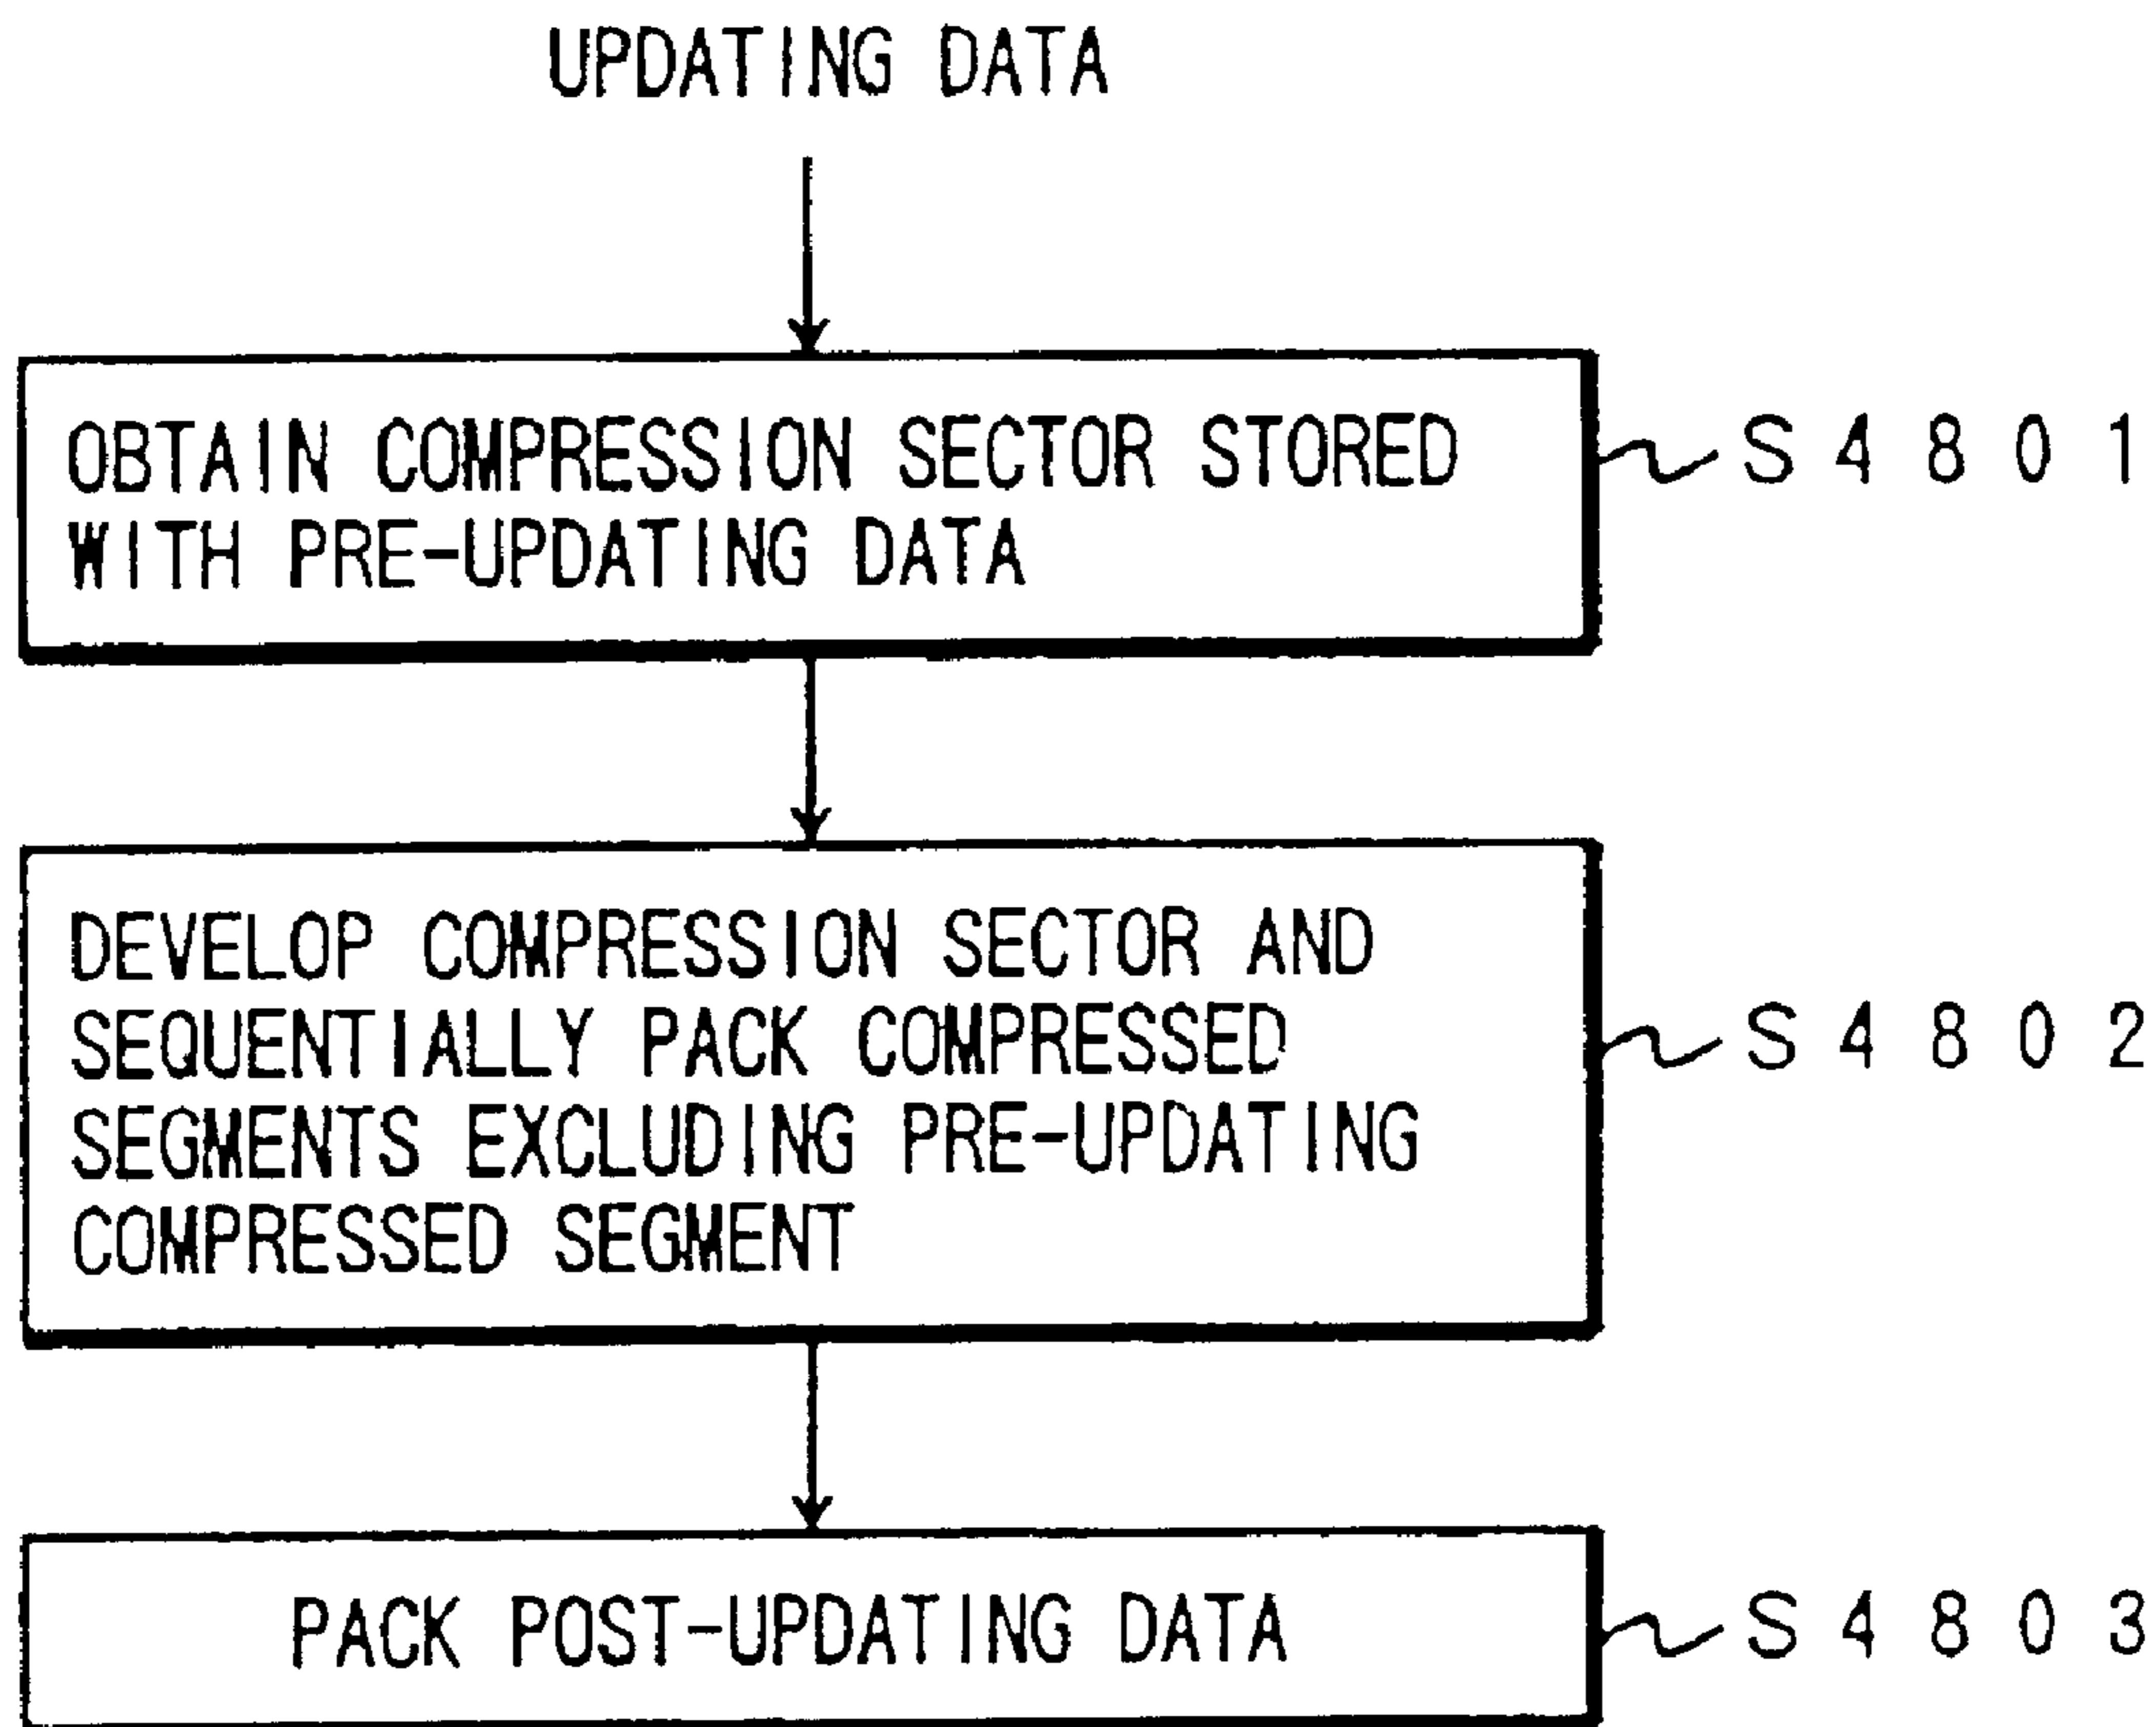 UPDATING DATA
OBTAIN COMPRESSION SECTOR STORED
WITH PRE-UPDATING DATA
S4801
DEVELOP COMPRESSION SECTOR AND
SEQUENTIALLY PACK COMPRESSED
SEGMENTS EXCLUDING PRE-UPDATING
COMPRESSED SEGMENT
S4802
PACK POST-UPDATING DATA
S4803